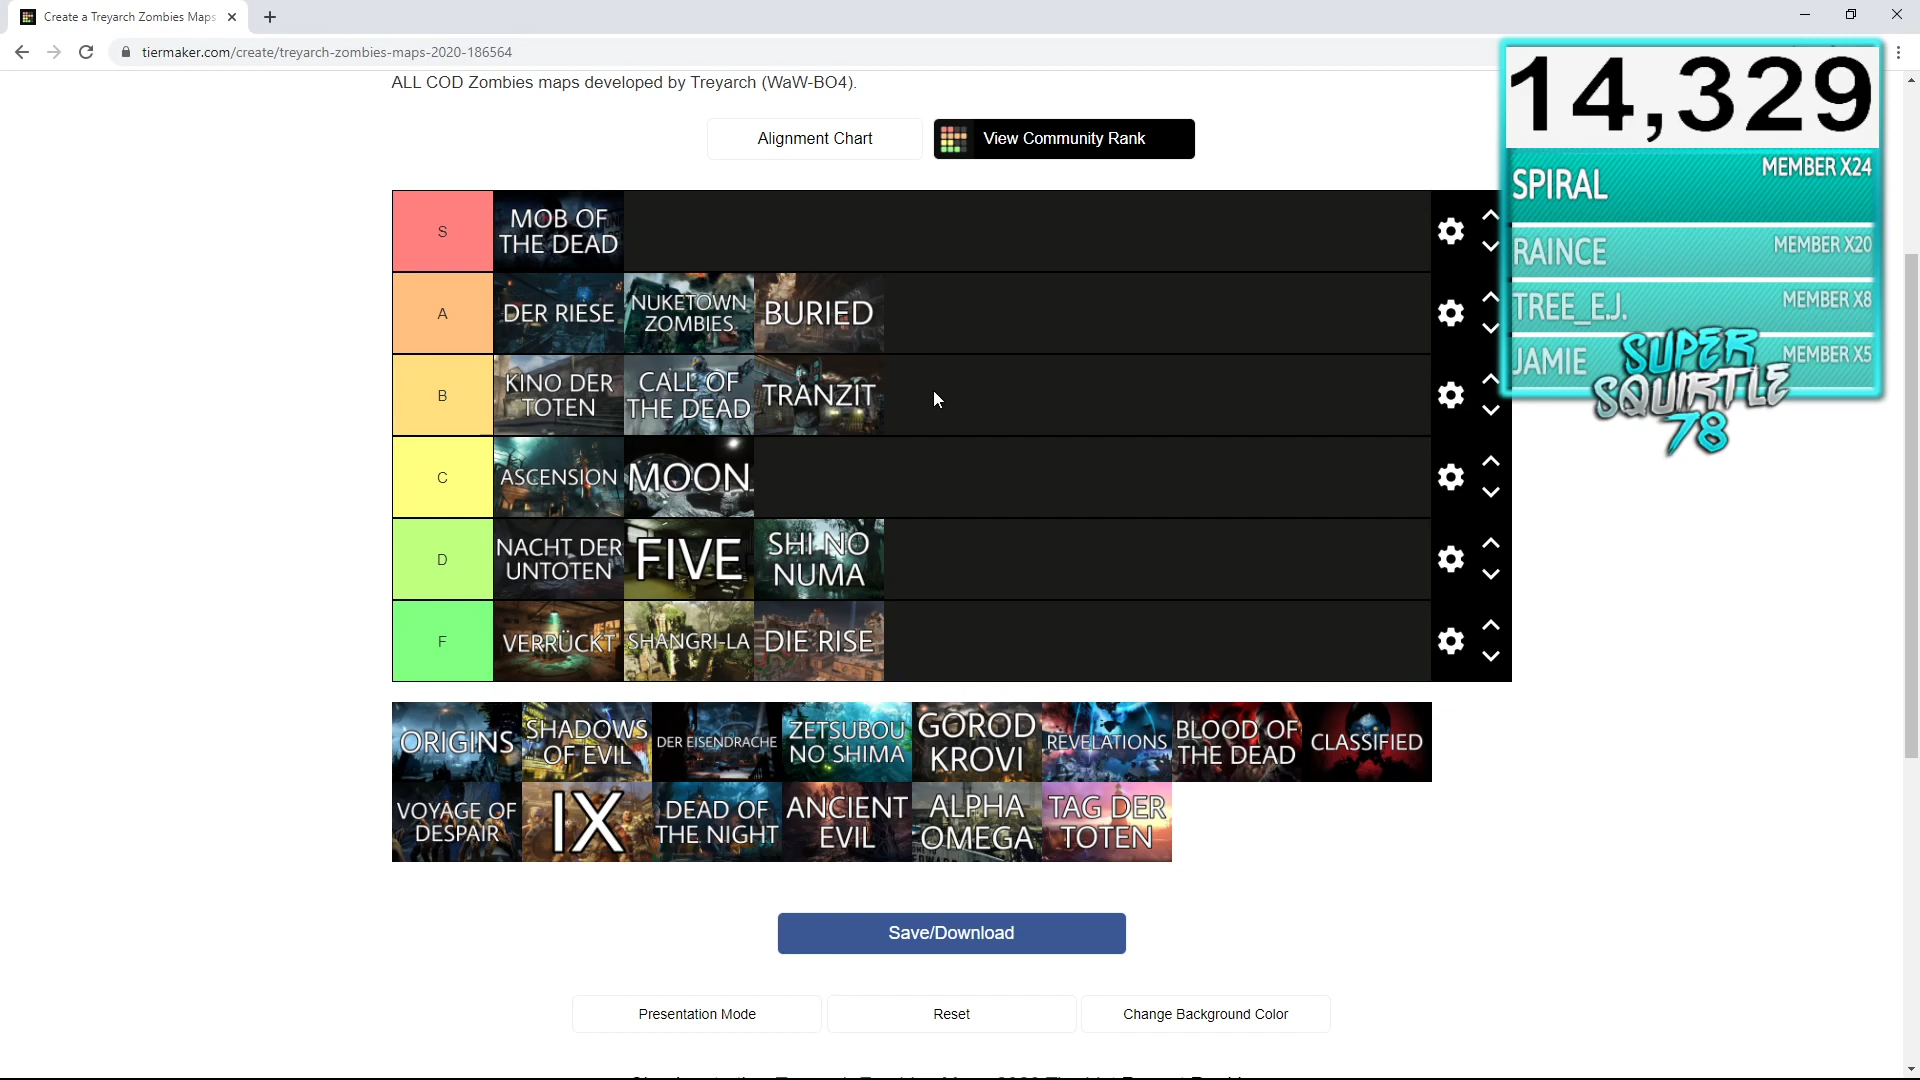 Create a Treyarch Zombies Maps
tiermaker.com/create/treyarch-zombies-maps-2020-186564
ALL COD Zombies maps developed by Treyarch (WaW-BO4).
Alignment Chart
View Community Rank
14,329
SPIRAL MEMBER X24
RAINCE MEMBER X20
TREE_E.J. MEMBER X8
JAMIE MEMBER X5
SUPER
SQUIRTLE
78
S
MOB OF
THE DEAD
A
DER RIESE
NUKETOWN
ZOMBIES
BURIED
B
KINO DER
TOTEN
CALL OF
THE DEAD
TRANZIT
C
ASCENSION
MOON
D
NACHT DER
UNTOTEN
FIVE
SHI NO
NUMA
F
VERRÜCKT
SHANGRI-LA
DIE RISE
ORIGINS
SHADOWS
OF EVIL
DER EISENDRACHE
ZETSUBOU
NO SHIMA
GOROD
KROVI
REVELATIONS
BLOOD OF
THE DEAD
CLASSIFIED
VOYAGE OF
DESPAIR
IX
DEAD OF
THE NIGHT
ANCIENT
EVIL
ALPHA
OMEGA
TAG DER
TOTEN
Save/Download
Presentation Mode
Reset
Change Background Color